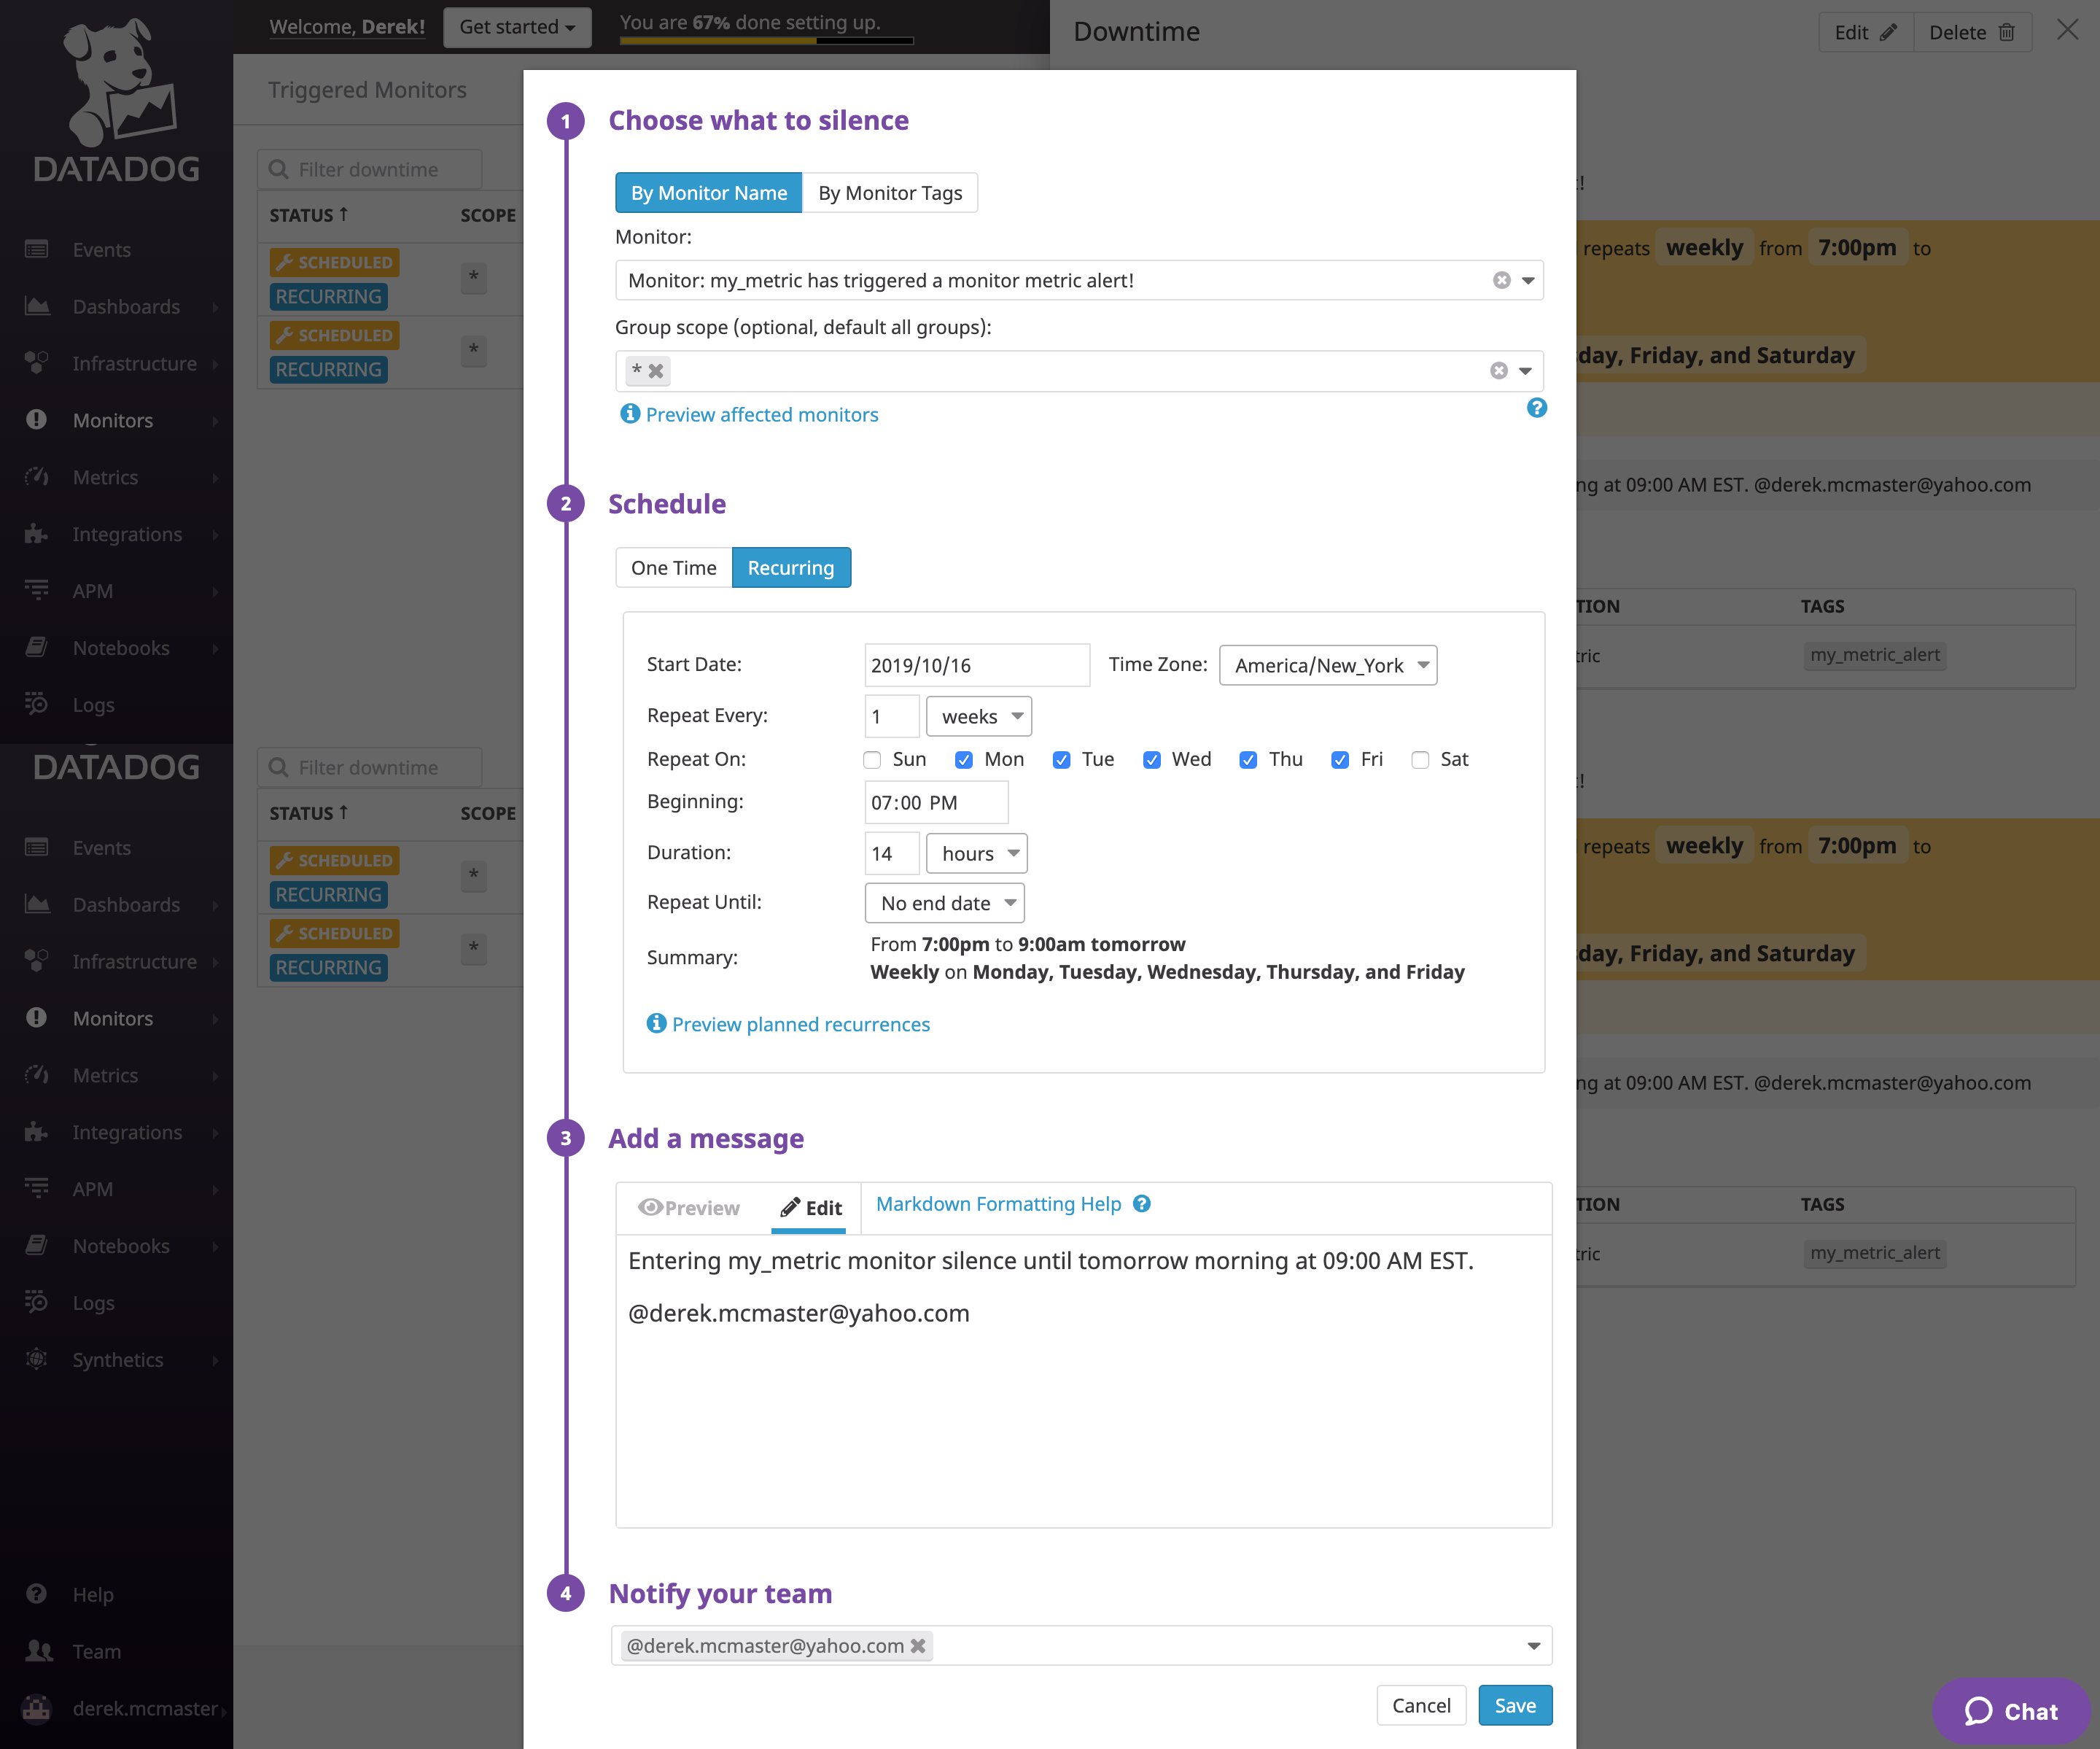 DATADOG
Events
Dashboards
Infrastructure
Monitors
Metrics
Integrations
APM
Notebooks
Logs
DATADOG
Events
Dashboards
Infrastructure
Monitors
Metrics
Integrations
APM
Notebooks
Logs
Synthetics
Help
Team
derek.mcmaster
Welcome, Derek!
Get started
You are 67% done setting up.
Triggered Monitors
Filter downtime
STATUS ↑ SCOPE
SCHEDULED
RECURRING *
SCHEDULED
RECURRING *
Filter downtime
STATUS ↑ SCOPE
SCHEDULED
RECURRING *
SCHEDULED
RECURRING *
1 Choose what to silence
By Monitor Name By Monitor Tags
Monitor:
Monitor: my_metric has triggered a monitor metric alert!
Group scope (optional, default all groups):
*
Preview affected monitors
2 Schedule
One Time Recurring
Start Date: 2019/10/16 Time Zone: America/New_York
Repeat Every: 1 weeks
Repeat On: Sun Mon Tue Wed Thu Fri Sat
Beginning: 07:00 PM
Duration: 14 hours
Repeat Until: No end date
Summary: From 7:00pm to 9:00am tomorrow
Weekly on Monday, Tuesday, Wednesday, Thursday, and Friday
Preview planned recurrences
3 Add a message
Preview Edit Markdown Formatting Help
Entering my_metric monitor silence until tomorrow morning at 09:00 AM EST.
@derek.mcmaster@yahoo.com
4 Notify your team
@derek.mcmaster@yahoo.com
Cancel Save
Downtime
Edit Delete
!
repeats weekly from 7:00pm to
day, Friday, and Saturday
ng at 09:00 AM EST. @derek.mcmaster@yahoo.com
TION TAGS
tric my_metric_alert
!
repeats weekly from 7:00pm to
day, Friday, and Saturday
ng at 09:00 AM EST. @derek.mcmaster@yahoo.com
TION TAGS
tric my_metric_alert
Chat